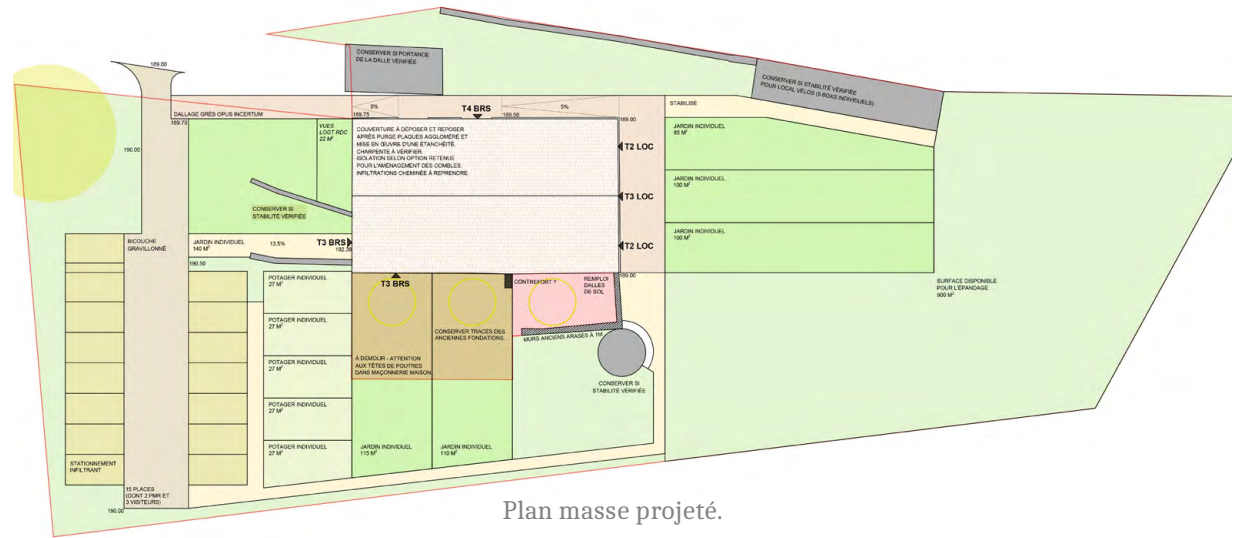 CONSERVER SI PORTANCE
DE LA DALLE VÉRIFIÉE
189.00
CONSERVER SI STABILITÉ VÉRIFIÉE
POUR LOCAL VÉLOS (5 BOXS INDIVIDUELS)
DALLAGE GRÈS OPUS INCERTUM
189.75
5%
T4 BRS
5%
STABILISÉ
189.75
189.50
189.00
190.00
VUES
LOGT RDC
22 M²
COUVERTURE À DÉPOSER ET REPOSER
APRÈS PURGE PLAQUES AGGLOMÉRÉ ET
MISE EN ŒUVRE D'UNE ÉTANCHÉITÉ.
CHARPENTE À VÉRIFIER.
ISOLATION SELON OPTION RETENUE
POUR L'AMÉNAGEMENT DES COMBLES.
INFILTRATIONS CHEMINÉE À REPRENDRE.
T2 LOC
T3 LOC
T2 LOC
JARDIN INDIVIDUEL
85 M²
JARDIN INDIVIDUEL
100 M²
JARDIN INDIVIDUEL
100 M²
CONSERVER SI
STABILITÉ VÉRIFIÉE
BICOUCHE
GRAVILLONNÉ
JARDIN INDIVIDUEL
140 M²
13.5%
T3 BRS
192.35
190.50
189.00
POTAGER INDIVIDUEL
27 M²
POTAGER INDIVIDUEL
27 M²
POTAGER INDIVIDUEL
27 M²
POTAGER INDIVIDUEL
27 M²
POTAGER INDIVIDUEL
27 M²
T3 BRS
CONTREFORT ?
REMPLOI
DALLES
DE SOL
SURFACE DISPONIBLE
POUR L'ÉPANDAGE
900 M²
CONSERVER TRACES DES
ANCIENNES FONDATIONS.
MURS ANCIENS ARASÉS À 1M
À DEMOLIR - ATTENTION
AUX TÊTES DE POUTRES
DANS MAÇONNERIE MAISON
CONSERVER SI
STABILITÉ VÉRIFIÉE
JARDIN INDIVIDUEL
115 M²
JARDIN INDIVIDUEL
110 M²
STATIONNEMENT
INFILTRANT
15 PLACES
(DONT 2 PMR ET
3 VISITEURS)
190.00
Plan masse projeté.